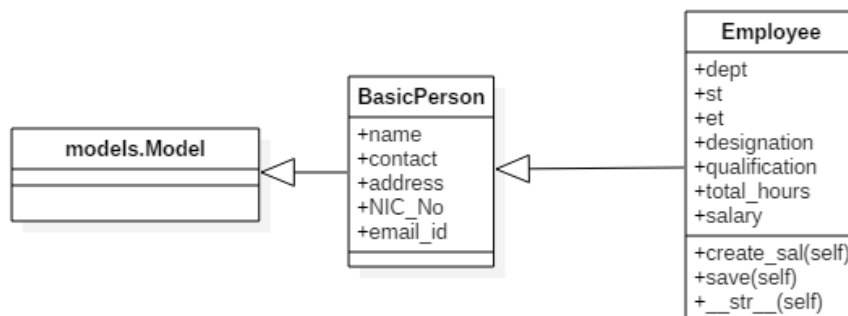 models.Model
BasicPerson
+name
+contact
+address
+NIC_No
+email_id
Employee
+dept
+st
+et
+designation
+qualification
+total_hours
+salary
+create_sal(self)
+save(self)
+__str__(self)